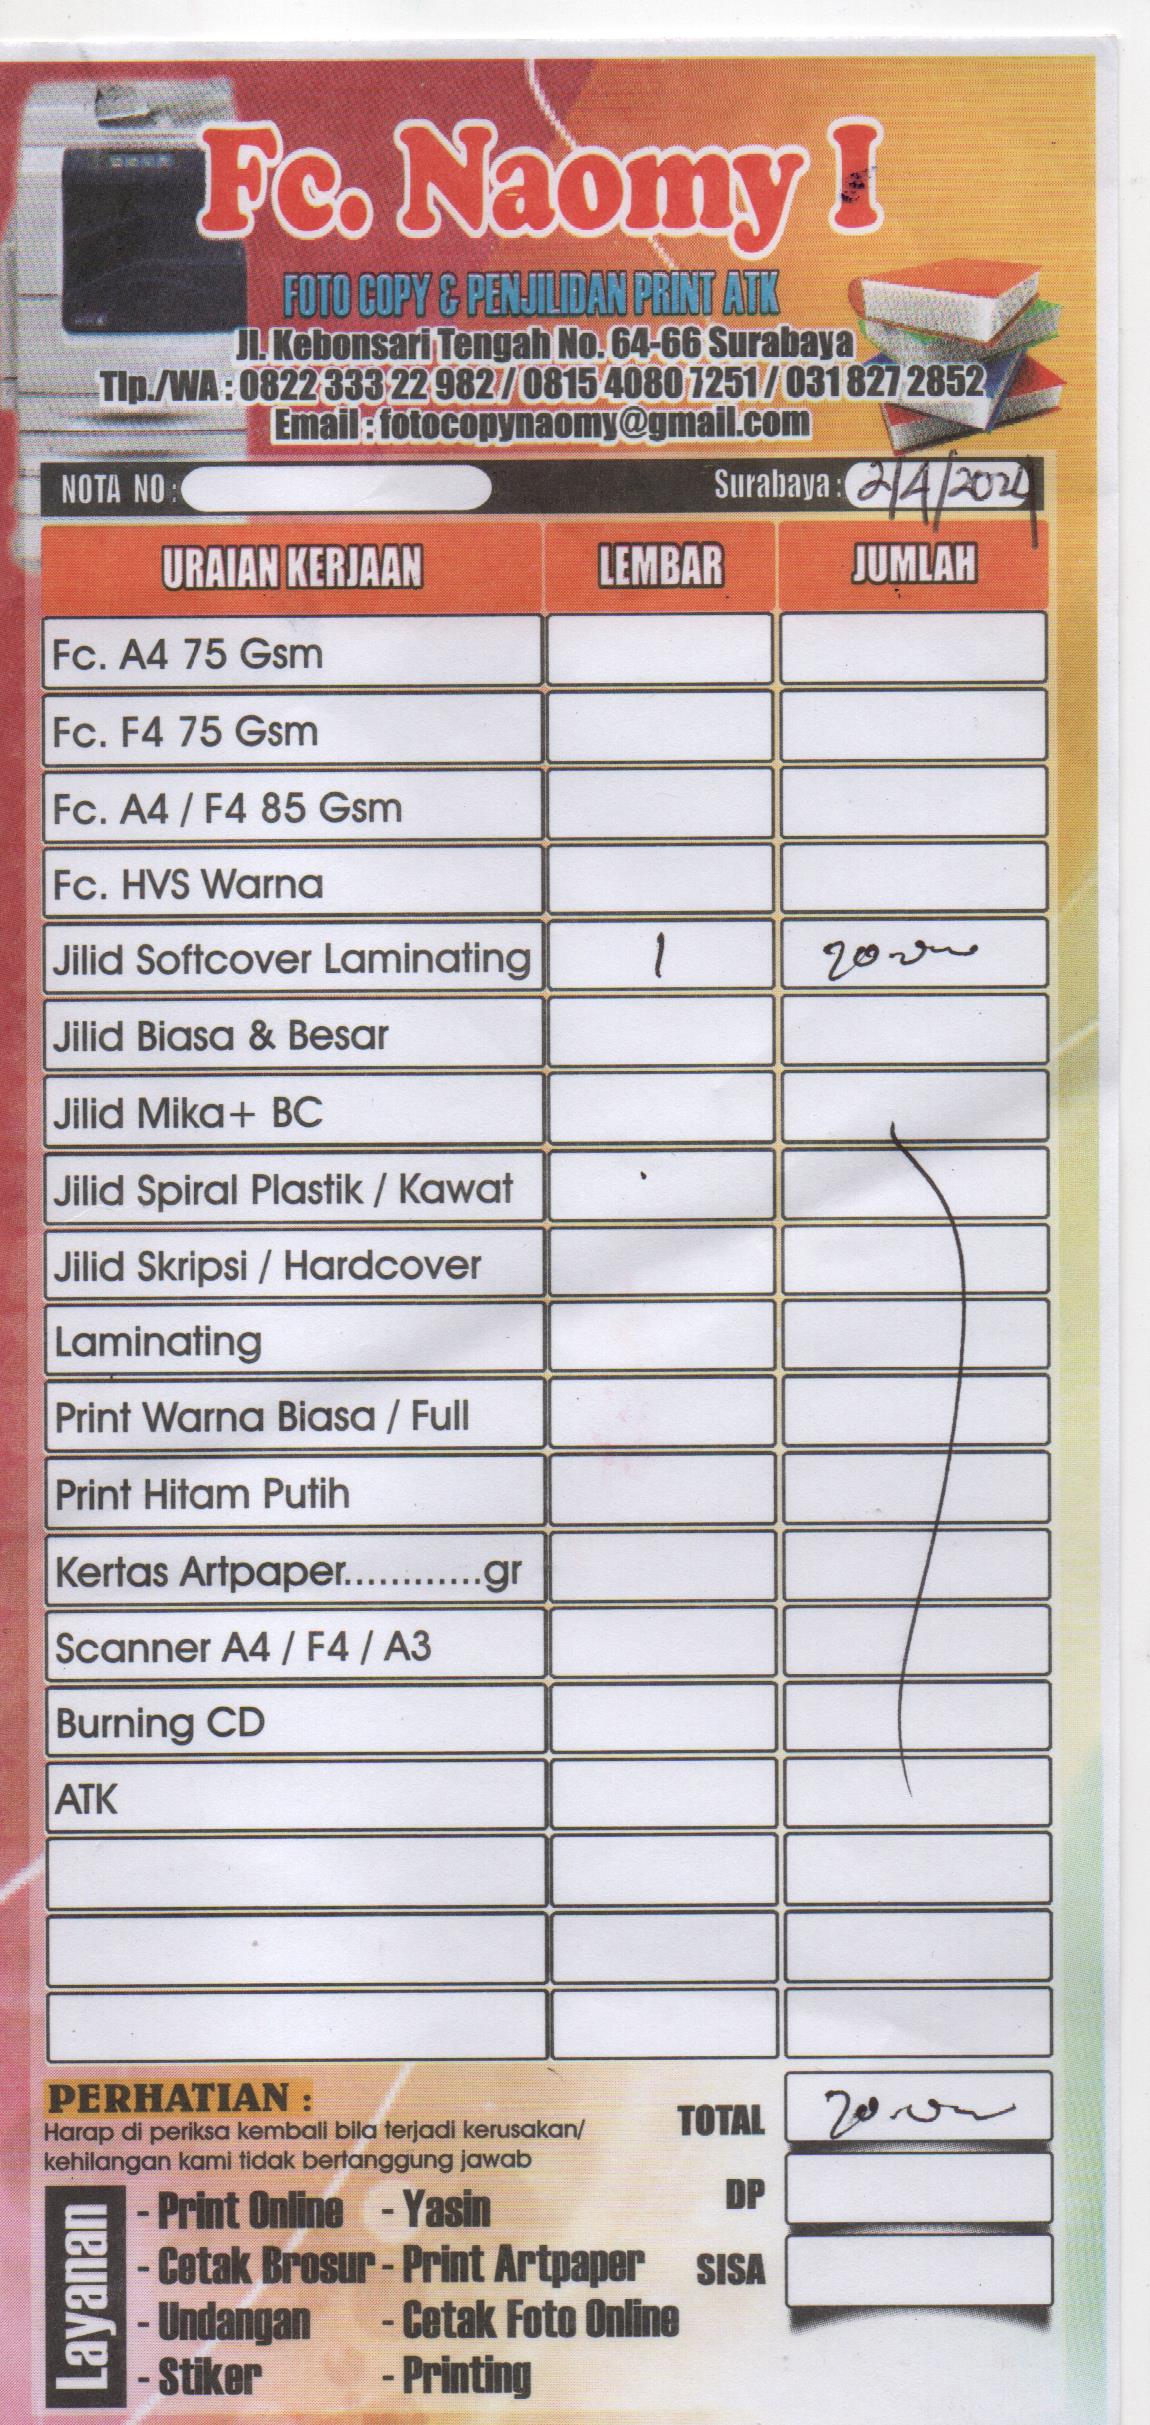 Fc. Naomy I
FOTO COPY & PENJILIDAN PRINT ATK
Jl. Kebonsari Tengah No. 64-66 Surabaya
Tlp./WA : 0822 333 22 982 / 0815 4080 7251 / 031 827 2852
Email : fotocopynaomy@gmail.com
NOTA NO : Surabaya : 2/4/2024
URAIAN KERJAAN LEMBAR JUMLAH
Fc. A4 75 Gsm
Fc. F4 75 Gsm
Fc. A4 / F4 85 Gsm
Fc. HVS Warna
Jilid Softcover Laminating 1
Jilid Biasa & Besar
Jilid Mika+ BC
Jilid Spiral Plastik / Kawat
Jilid Skripsi / Hardcover
Laminating
Print Warna Biasa / Full
Print Hitam Putih
Kertas Artpaper............gr
Scanner A4 / F4 / A3
Burning CD
ATK
PERHATIAN :
Harap di periksa kembali bila terjadi kerusakan/
kehilangan kami tidak bertanggung jawab
TOTAL
DP
SISA
Layanan
- Print Online - Yasin
- Cetak Brosur - Print Artpaper
- Undangan - Cetak Foto Online
- Stiker - Printing